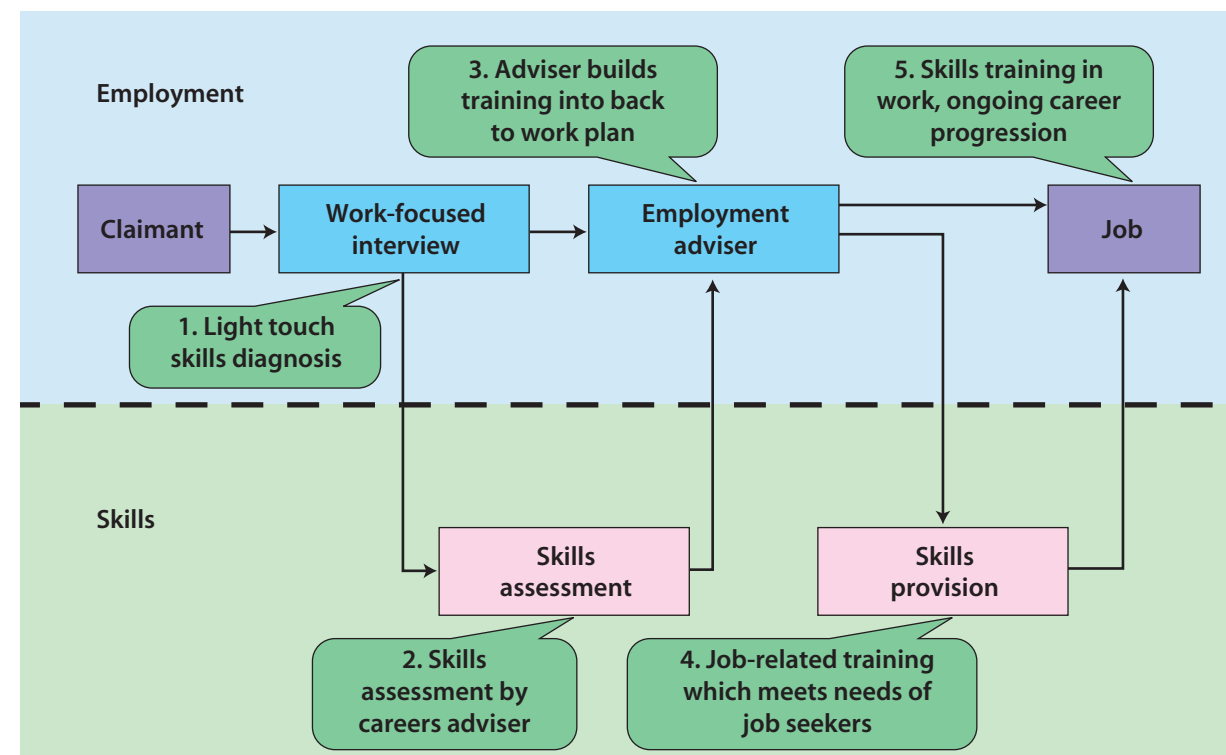 Employment
3. Adviser builds
training into back
to work plan
5. Skills training in
work, ongoing career
progression
Claimant
Work-focused
interview
Employment
adviser
Job
1. Light touch
skills diagnosis
Skills
Skills
assessment
Skills
provision
2. Skills
assessment by
careers adviser
4. Job-related training
which meets needs of
job seekers